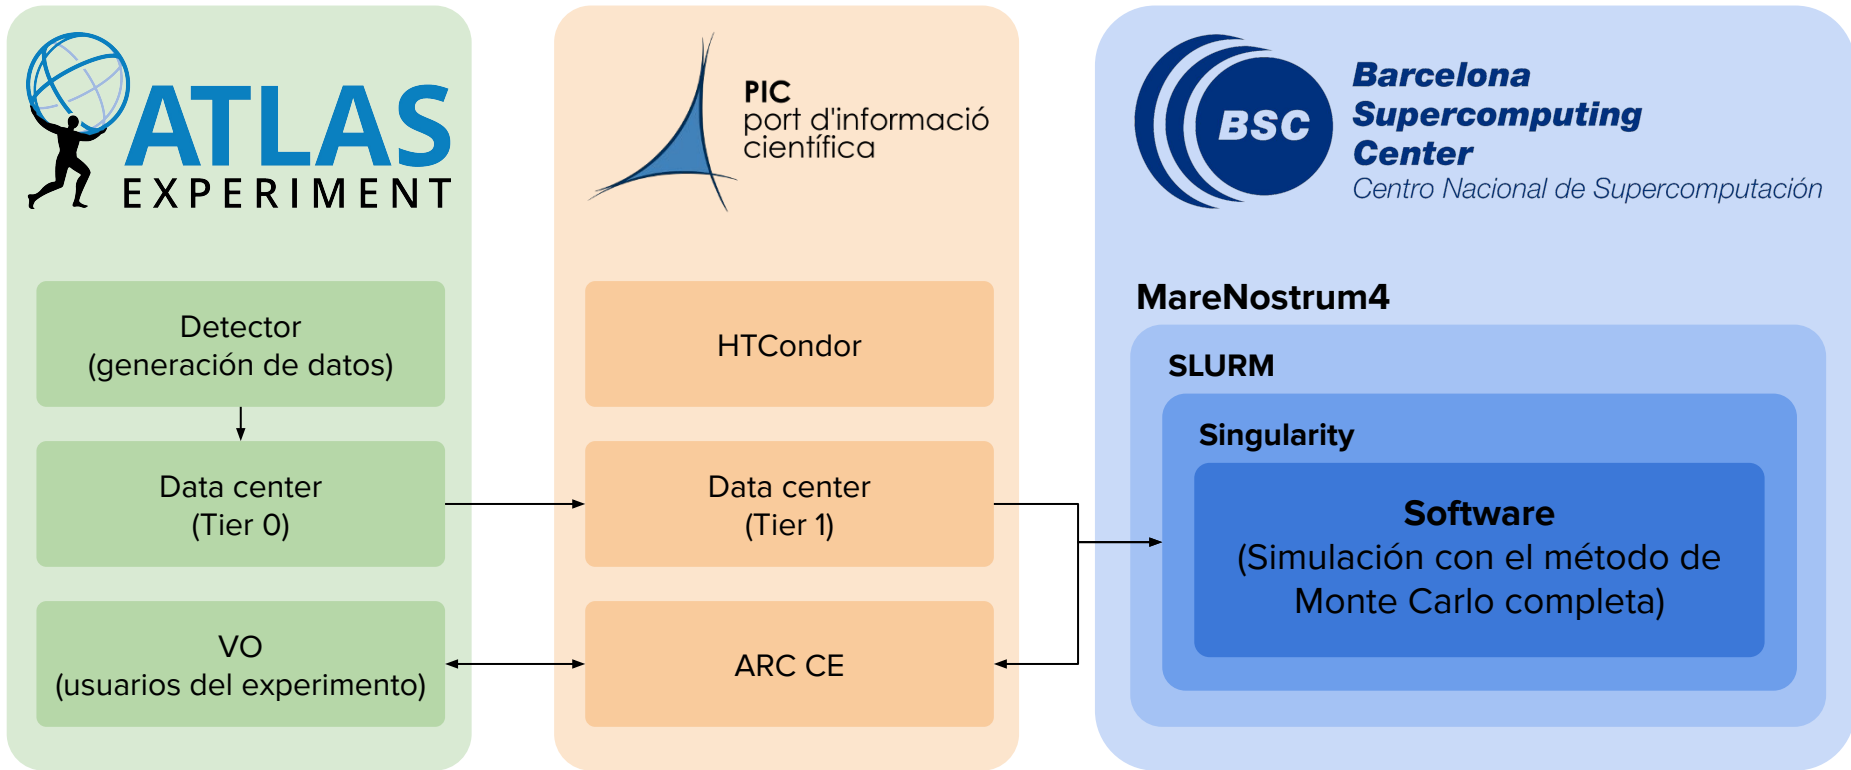 ATLAS
EXPERIMENT
Detector
(generación de datos)
Data center
(Tier 0)
VO
(usuarios del experimento)
PIC
port d'informació
científica
HTCondor
Data center
(Tier 1)
ARC CE
BSC
Barcelona
Supercomputing
Center
Centro Nacional de Supercomputación
MareNostrum4
SLURM
Singularity
Software
(Simulación con el método de
Monte Carlo completa)